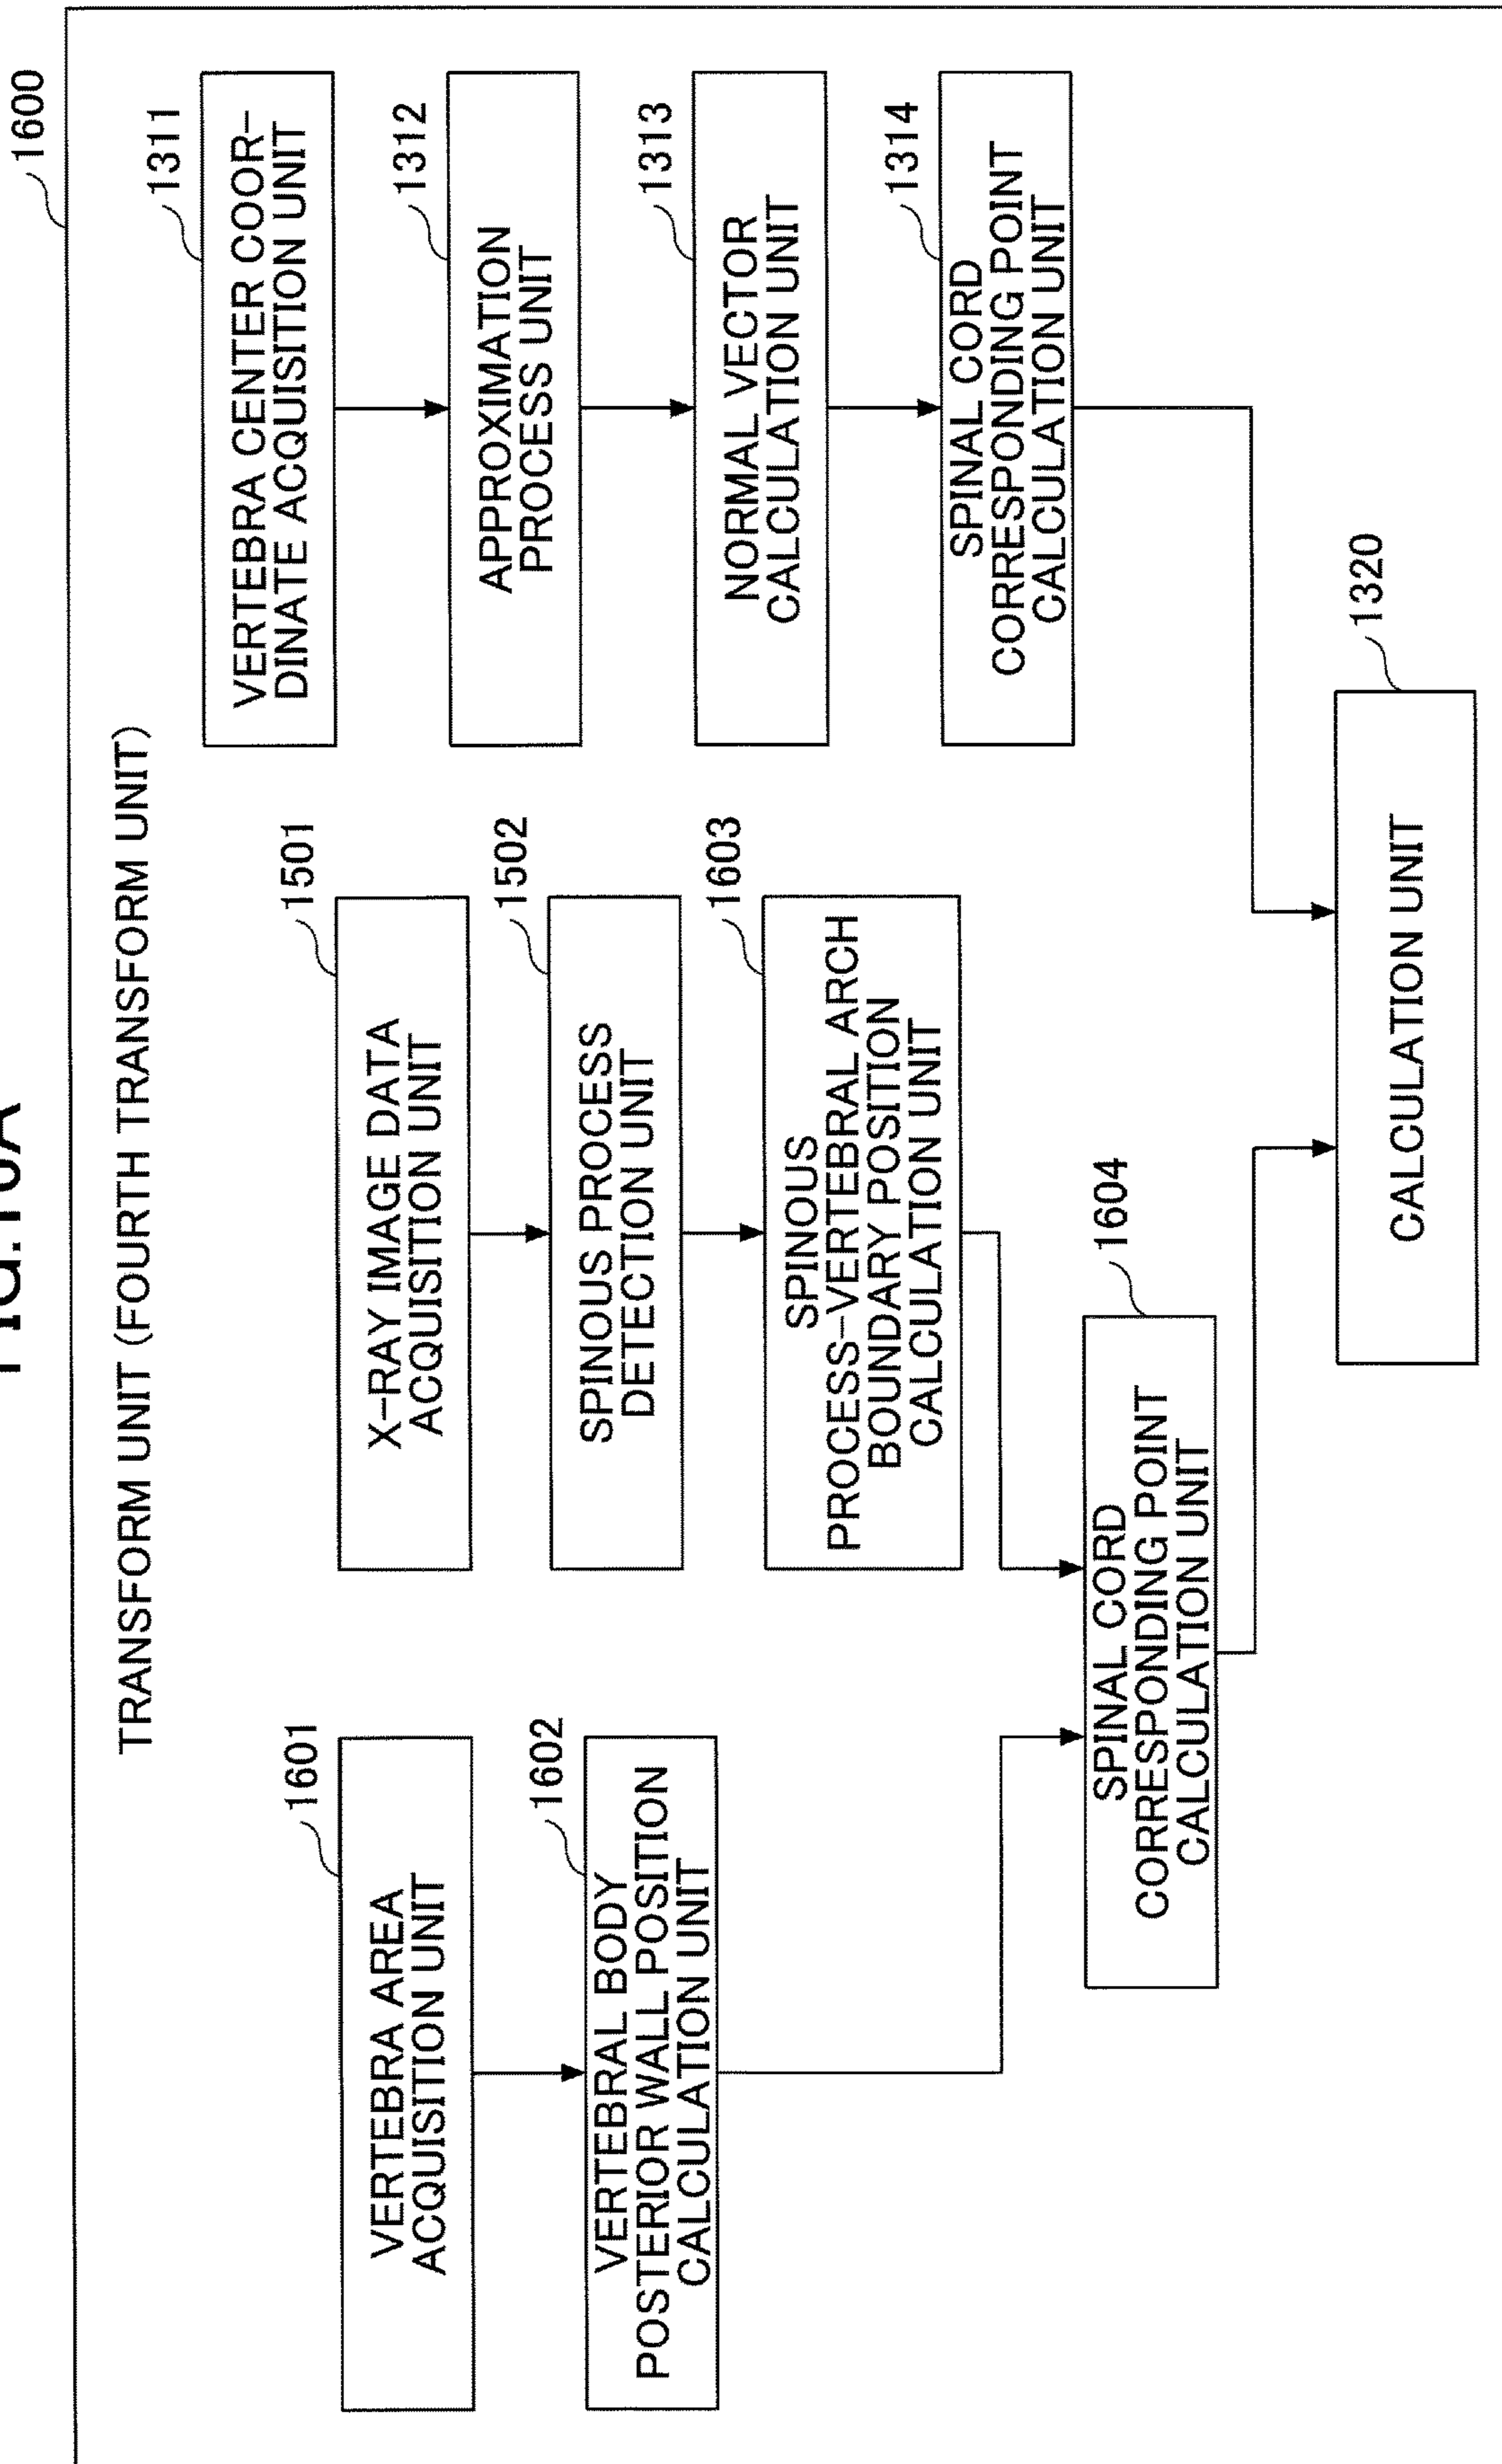 1600
TRANSFORM UNIT (FOURTH TRANSFORM UNIT)
1601
VERTEBRA AREA
ACQUISITION UNIT
1602
VERTEBRAL BODY
POSTERIOR WALL POSITION
CALCULATION UNIT
1501
X-RAY IMAGE DATA
ACQUISITION UNIT
1502
SPINOUS PROCESS
DETECTION UNIT
1603
SPINOUS
PROCESS-VERTEBRAL ARCH
BOUNDARY POSITION
CALCULATION UNIT
1311
VERTEBRA CENTER COOR-
DINATE ACQUISITION UNIT
1312
APPROXIMATION
PROCESS UNIT
1313
NORMAL VECTOR
CALCULATION UNIT
1314
SPINAL CORD
CORRESPONDING POINT
CALCULATION UNIT
1604
SPINAL CORD
CORRESPONDING POINT
CALCULATION UNIT
1320
CALCULATION UNIT